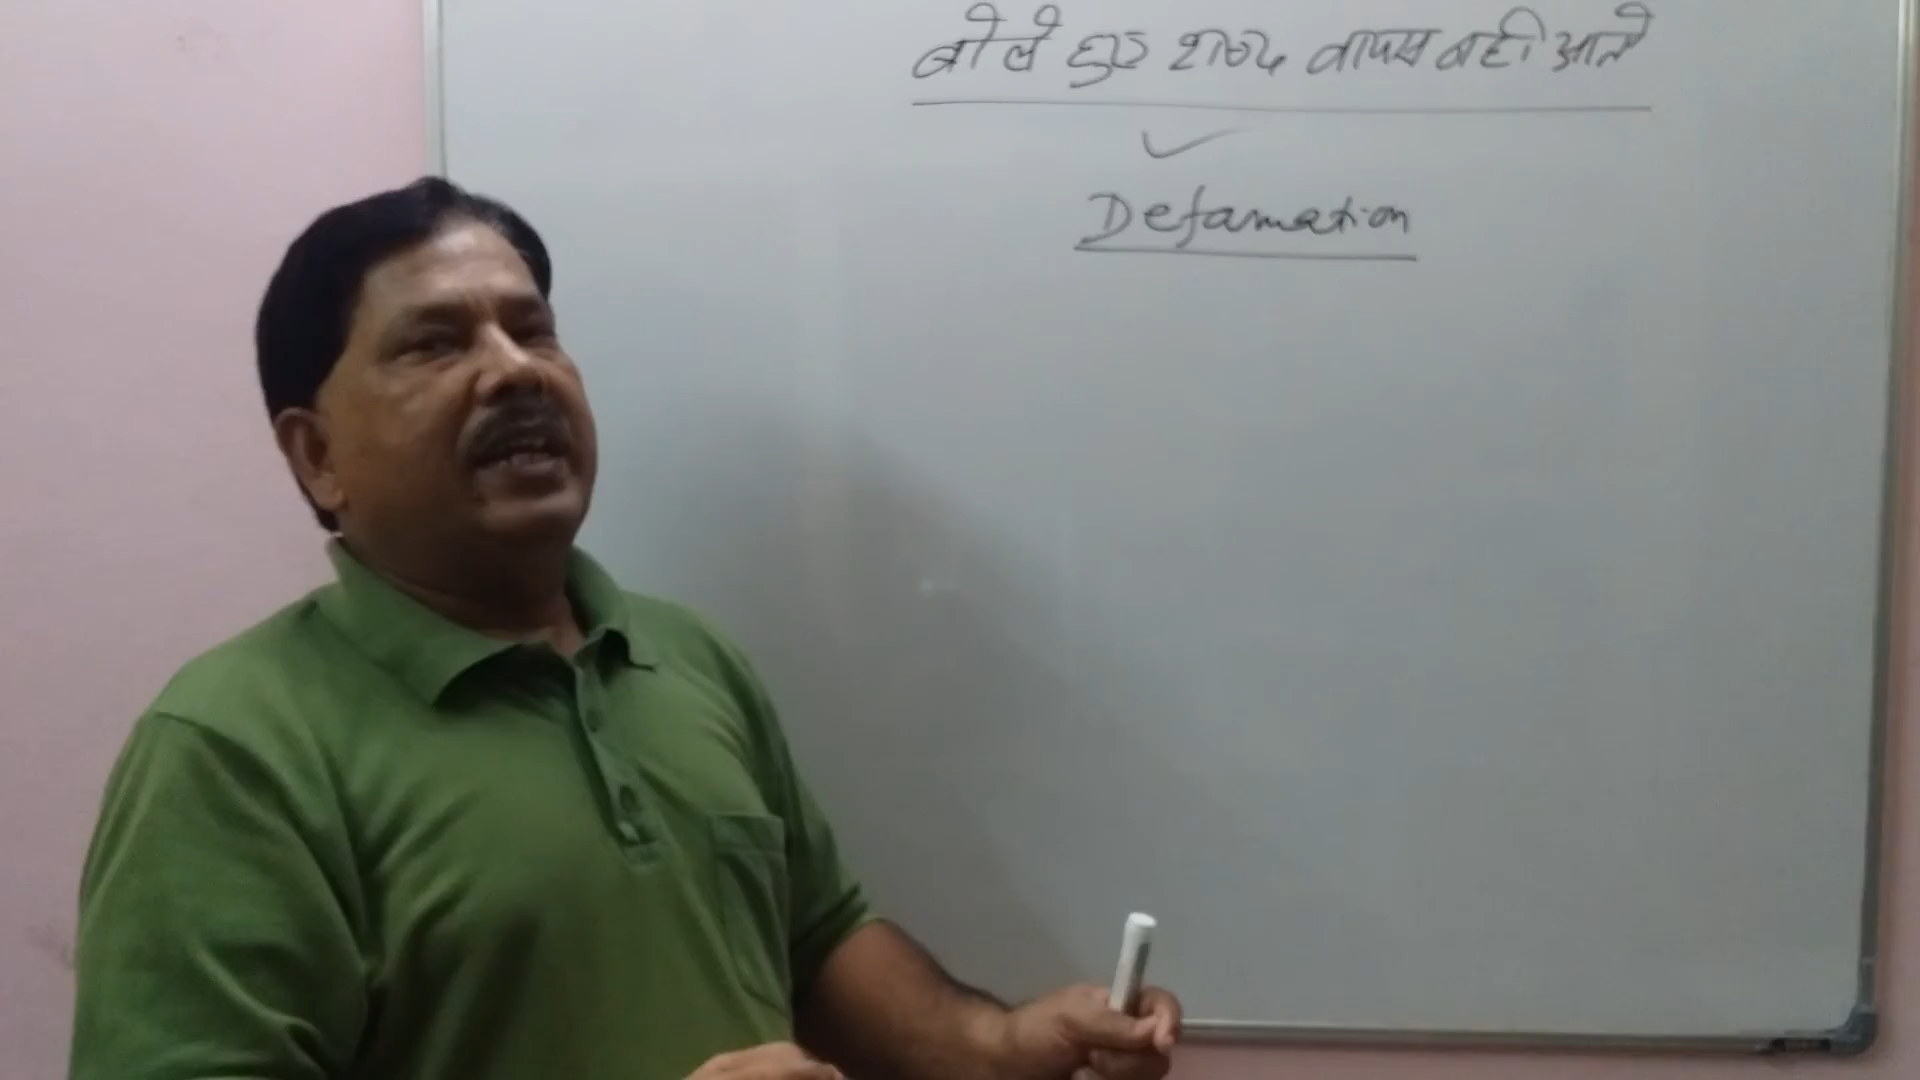 बोले हुए शब्द वापस नहीं आते
Defamation